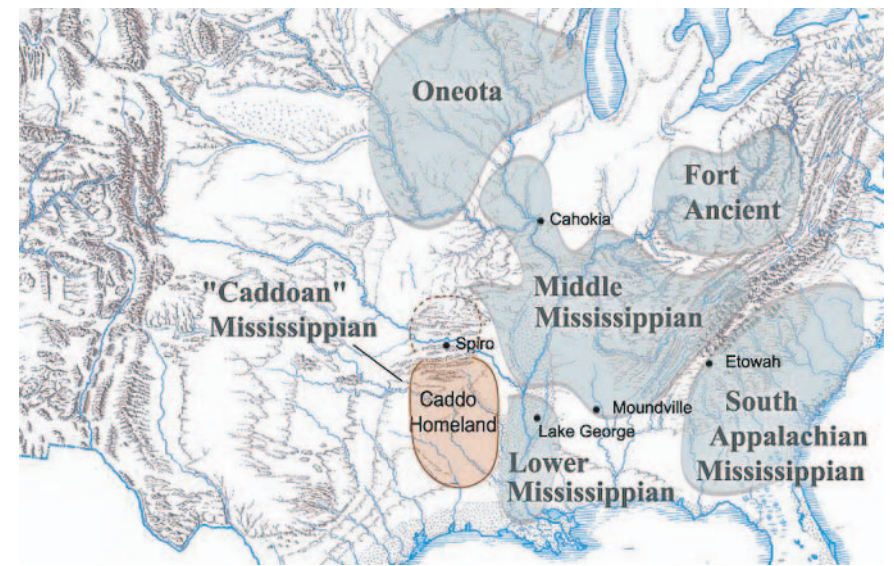 Oneota
Fort
Ancient
Cahokia
"Caddoan"
Mississippian
Middle
Mississippian
Spiro
Etowah
Caddo
Homeland
Moundville
Lake George
South
Appalachian
Mississippian
Lower
Mississippian